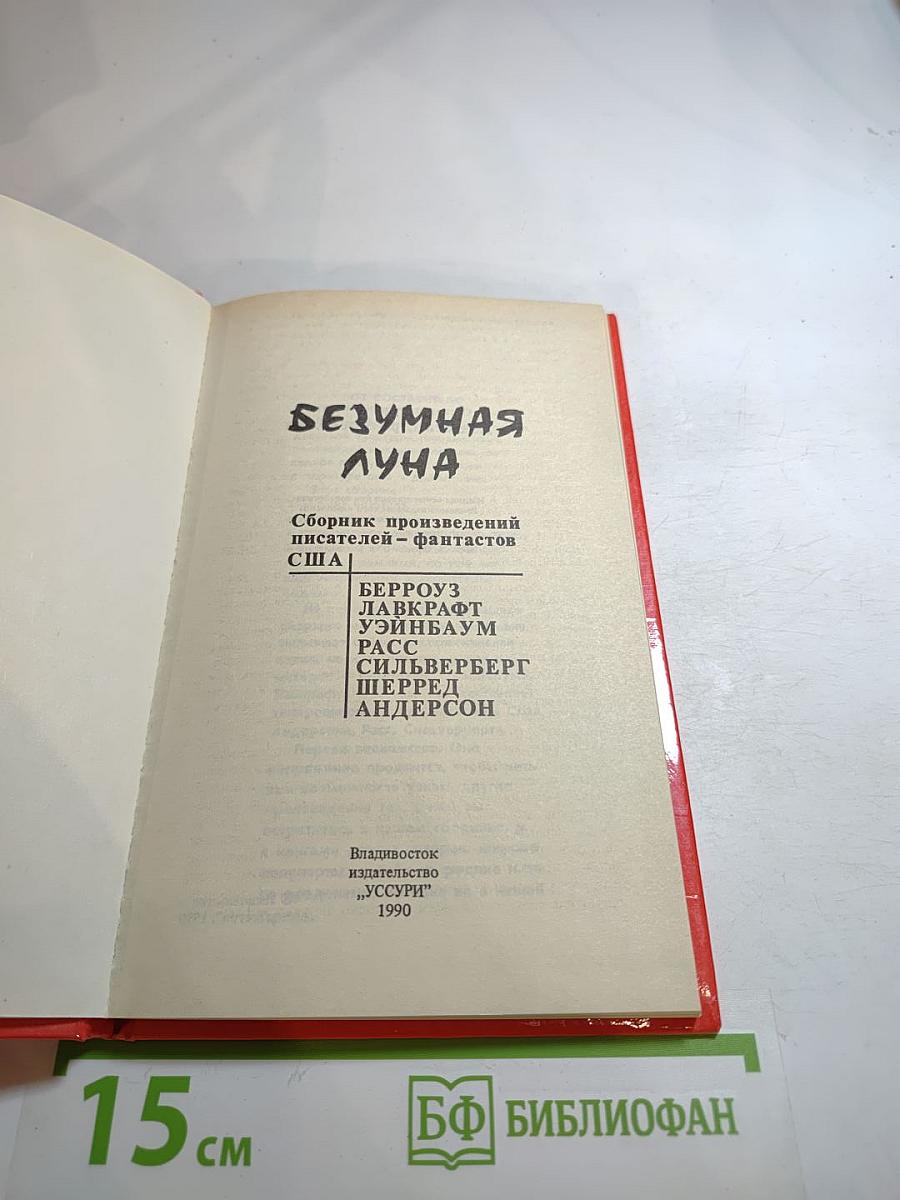 БЕЗУМНАЯ
ЛУНА
Сборник произведений
писателей – фантастов
США
БЕРРОУЗ
ЛАВКРАФТ
УЭЙНБАУМ
РАСС
СИЛЬВЕРБЕРГ
ШЕРРЕД
АНДЕРСОН
Владивосток
издательство
„УССУРИ”
1990
15 см
БФ БИБЛИОФАН